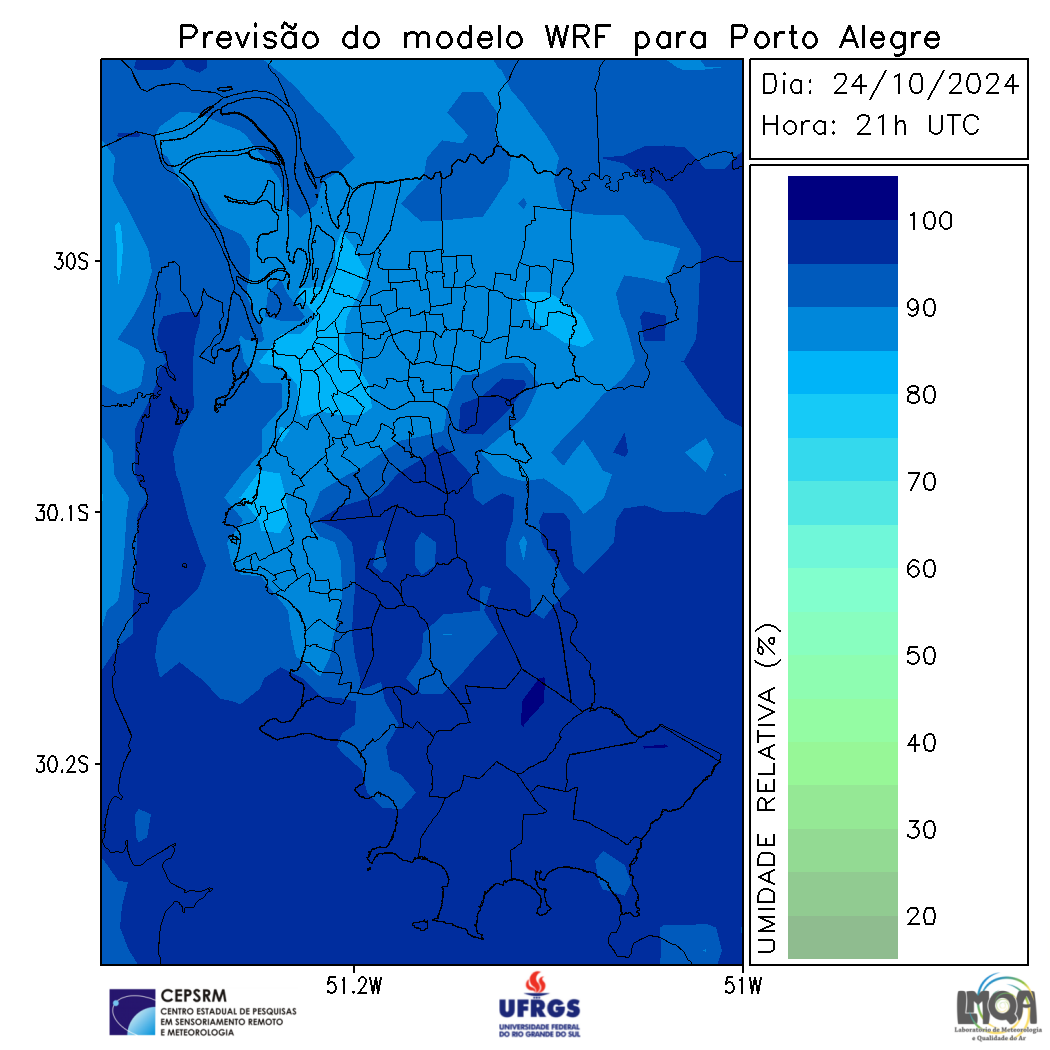 Previsão do modelo WRF para Porto Alegre
Dia: 24/10/2024
Hora: 21h UTC
30S
30.1S
30.2S
51.2W
51W
UMIDADE RELATIVA (%)
100
90
80
70
60
50
40
30
20
CEPSRM
CENTRO ESTADUAL DE PESQUISAS
EM SENSORIAMENTO REMOTO
E METEOROLOGIA
UFRGS
UNIVERSIDADE FEDERAL
DO RIO GRANDE DO SUL
LMQA
Laboratório de Meteorologia
e Qualidade do Ar